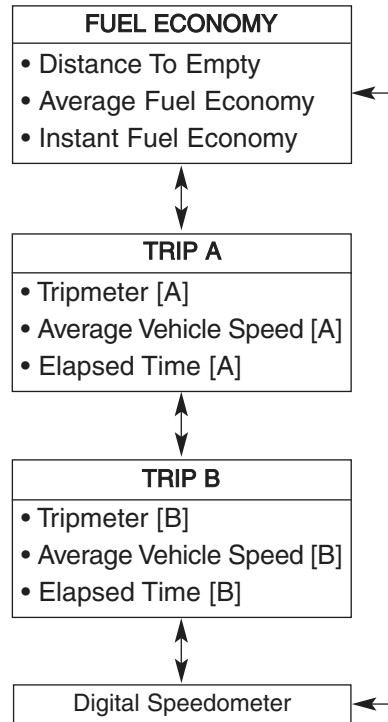 FUEL ECONOMY
• Distance To Empty
• Average Fuel Economy
• Instant Fuel Economy
TRIP A
• Tripmeter [A]
• Average Vehicle Speed [A]
• Elapsed Time [A]
TRIP B
• Tripmeter [B]
• Average Vehicle Speed [B]
• Elapsed Time [B]
Digital Speedometer